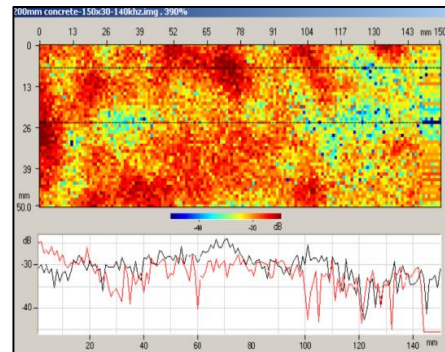 200mm concrete-150x30-140khz.img . 390%
0 13 26 39 52 65 78 91 104 117 130 143 mm 156
0
13
26
39
mm
50.0
-40 -30 dB
dB
-30
-40
20 40 60 80 100 120 140 mm